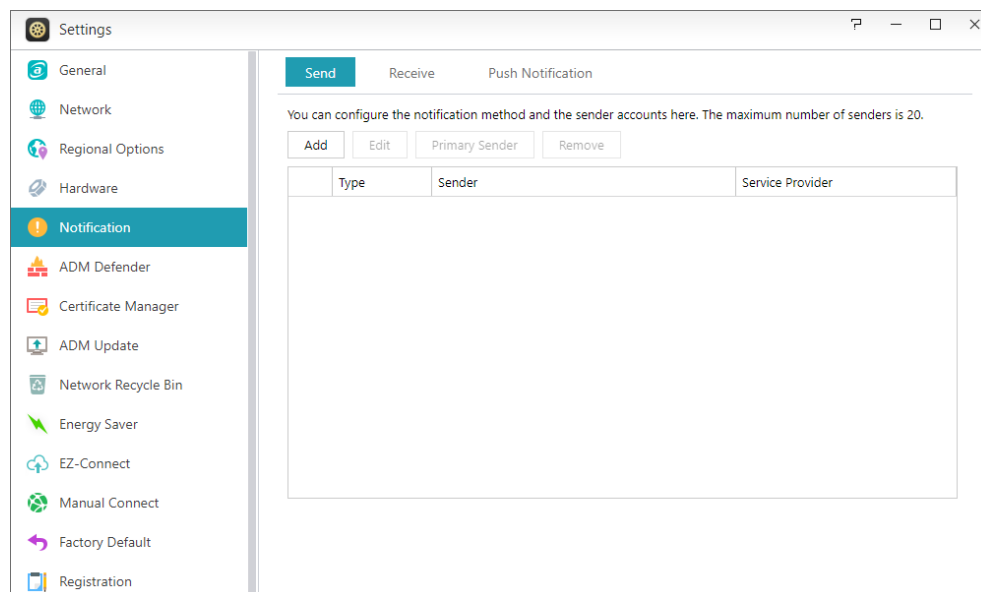 Settings
General
Network
Regional Options
Hardware
Notification
ADM Defender
Certificate Manager
ADM Update
Network Recycle Bin
Energy Saver
EZ-Connect
Manual Connect
Factory Default
Registration
Send Receive Push Notification
You can configure the notification method and the sender accounts here. The maximum number of senders is 20.
Add Edit Primary Sender Remove
Type Sender Service Provider